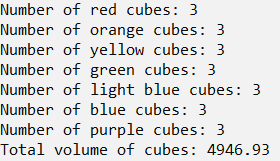 Number of red cubes: 3
Number of orange cubes: 3
Number of yellow cubes: 3
Number of green cubes: 3
Number of light blue cubes: 3
Number of blue cubes: 3
Number of purple cubes: 3
Total volume of cubes: 4946.93